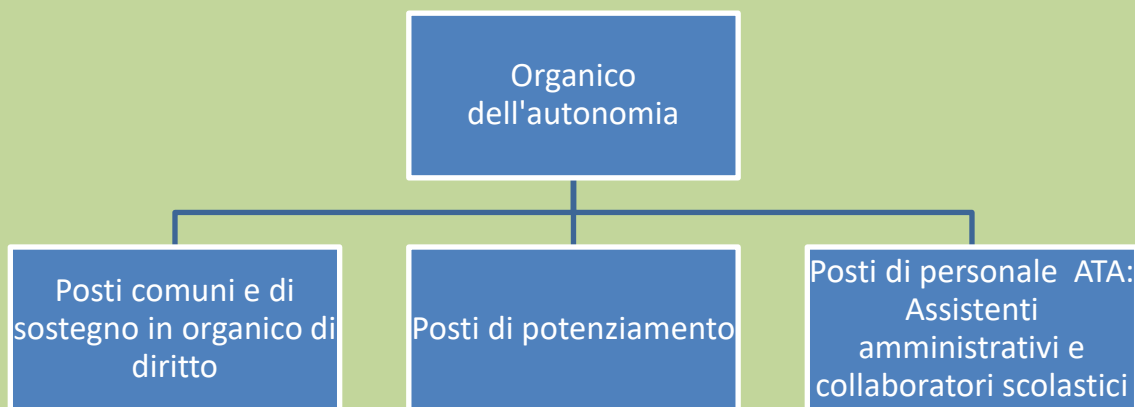 Organico
dell'autonomia
Posti comuni e di
sostegno in organico di
diritto
Posti di potenziamento
Posti di personale ATA:
Assistenti
amministrativi e
collaboratori scolastici